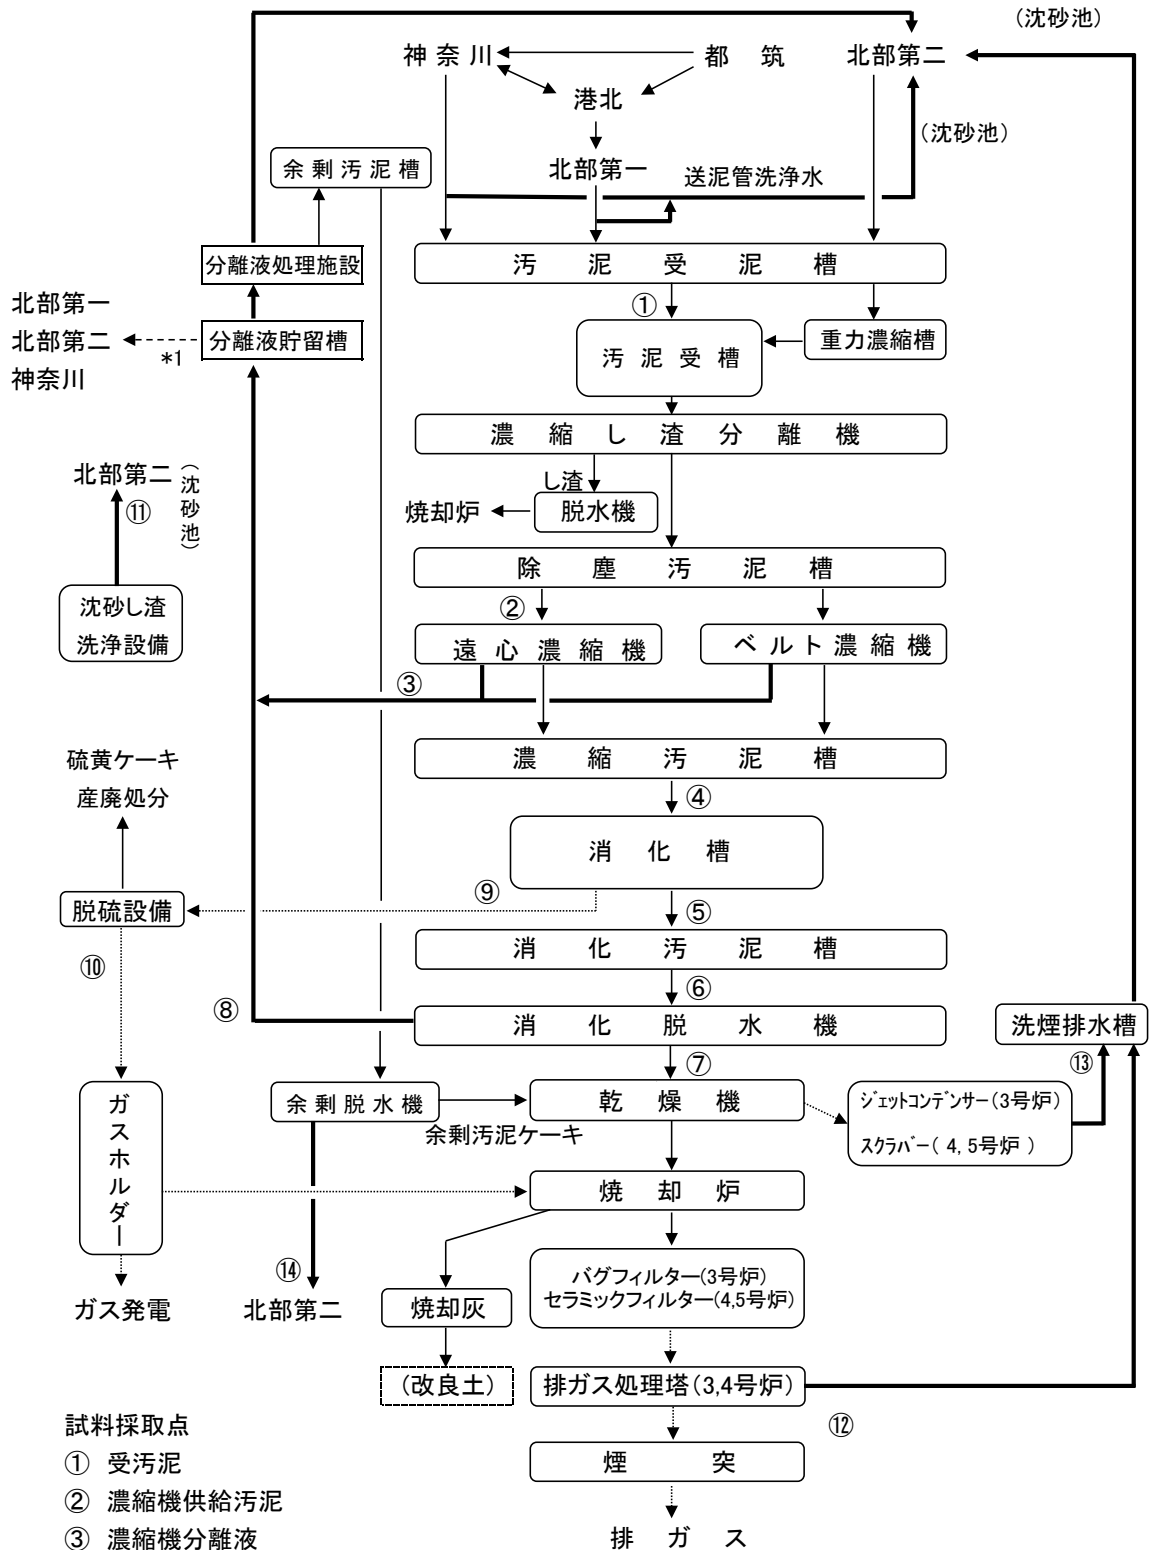 (沈砂池)
神奈川
都筑
北部第二
港北
(沈砂池)
余剰汚泥槽
北部第一
送泥管洗浄水
分離液処理施設
汚泥受泥槽
北部第一
①
北部第二
分離液貯留槽
重力濃縮槽
*1
汚泥受槽
神奈川
濃縮し渣分離機
北部第二
(沈砂池)
し渣
⑪
焼却炉
脱水機
除塵汚泥槽
沈砂し渣
洗浄設備
②
遠心濃縮機
ベルト濃縮機
③
硫黄ケーキ
産廃処分
濃縮汚泥槽
④
消化槽
⑨
脱硫設備
⑤
消化汚泥槽
⑩
⑥
⑧
消化脱水機
洗煙排水槽
⑦
⑬
ガスホルダー
余剰脱水機
乾燥機
ジェットコンデンサー(3号炉)
スクラバー(4,5号炉)
余剰汚泥ケーキ
焼却炉
⑭
バグフィルター(3号炉)
セラミックフィルター(4,5号炉)
ガス発電
北部第二
焼却灰
(改良土)
排ガス処理塔(3,4号炉)
⑫
試料採取点
① 受汚泥
煙突
② 濃縮機供給汚泥
③ 濃縮機分離液
排ガス